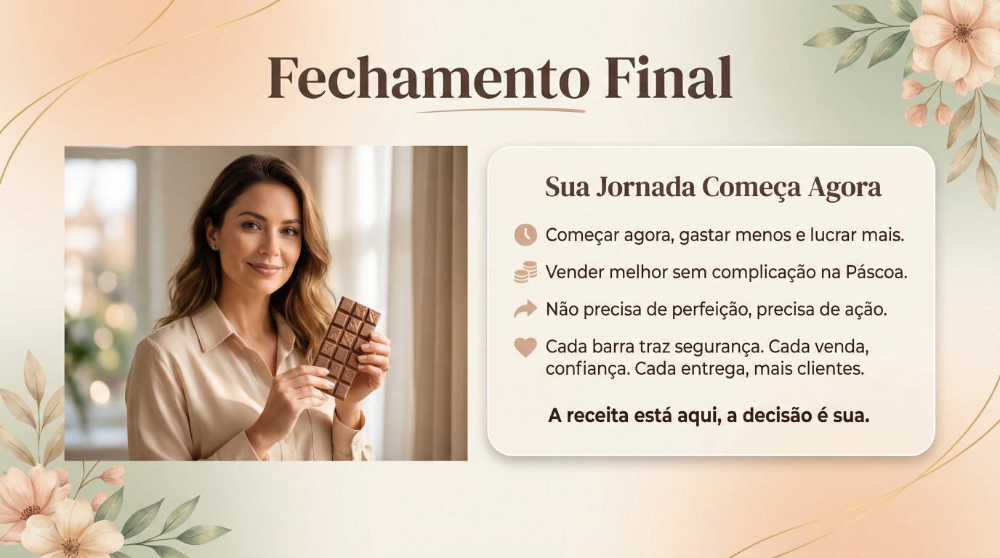 Fechamento Final
Sua Jornada Começa Agora
Começar agora, gastar menos e lucrar mais.
Vender melhor sem complicação na Páscoa.
Não precisa de perfeição, precisa de ação.
Cada barra traz segurança. Cada venda,
confiança. Cada entrega, mais clientes.
A receita está aqui, a decisão é sua.